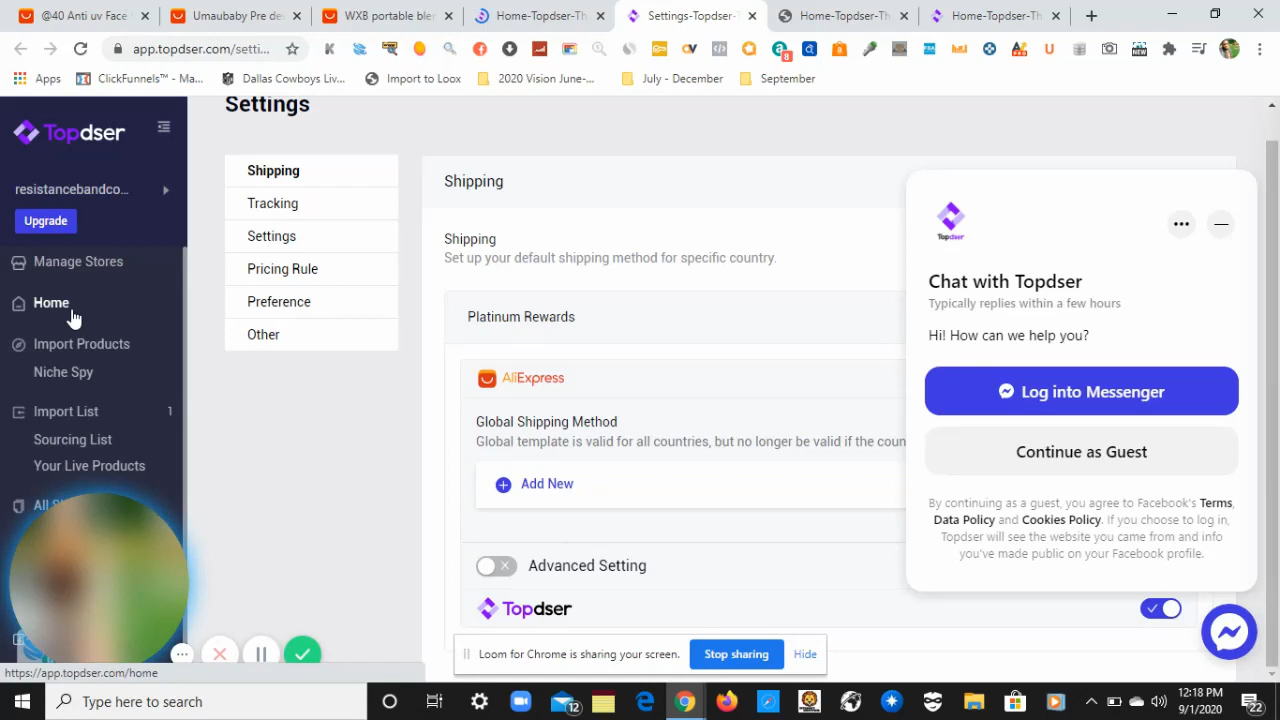 @40 Anti uv Face
Umaubaby Pre de
WX8 portable ble
Home-Topdser-Th
Settings-Topdser-
Home-Topdser-Th
Home-Topdser-Th
app.topdser.com/setti...
8
Apps
ClickFunnels™ - Ma...
Dallas Cowboys Liv...
Import to Loox
2020 Vision June-...
July - December
September
Topdser
resistancebandco...
Upgrade
Manage Stores
Home
Import Products
Niche Spy
Import List 1
Sourcing List
Your Live Products
All S
https://app.topdser.com/home
Settings
Shipping
Tracking
Settings
Pricing Rule
Preference
Other
Shipping
Shipping
Set up your default shipping method for specific country.
Platinum Rewards
AliExpress
Global Shipping Method
Global template is valid for all countries, but no longer be valid if the coun
Add New
Advanced Setting
Topdser
Topdser
Chat with Topdser
Typically replies within a few hours
Hi! How can we help you?
Log into Messenger
Continue as Guest
By continuing as a guest, you agree to Facebook's Terms,
Data Policy and Cookies Policy. If you choose to log in,
Topdser will see the website you came from and info
you've made public on your Facebook profile.
Loom for Chrome is sharing your screen.
Stop sharing
Hide
Type here to search
12
12:18 PM
9/1/2020
22